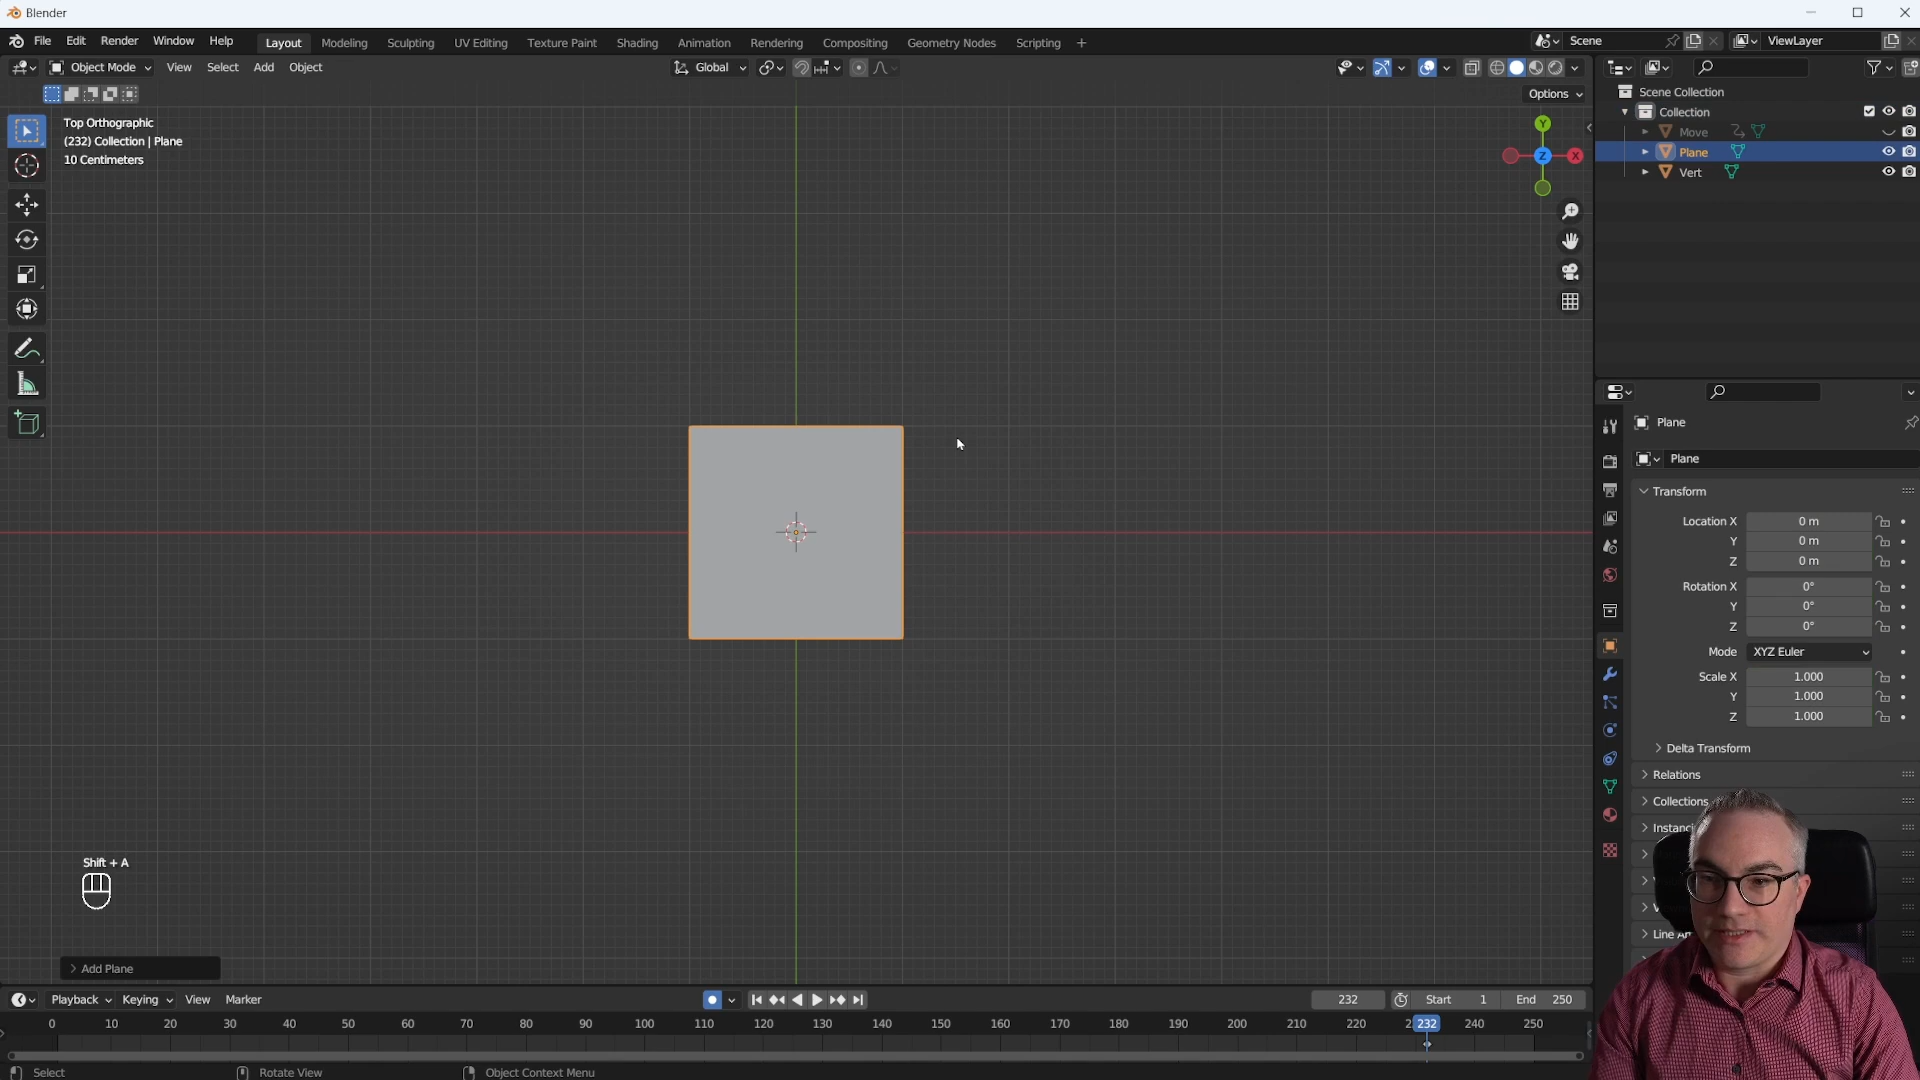 Blender
File Edit Render Window Help
Layout Modeling Sculpting UV Editing Texture Paint Shading Animation Rendering Compositing Geometry Nodes Scripting +
Scene
ViewLayer
Object Mode View Select Add Object
Global
Options
Top Orthographic
(232) Collection | Plane
10 Centimeters
Y
X
Z
Scene Collection
Collection
Move
Plane
Vert
Plane
Plane
Transform
Location X 0 m
Y 0 m
Z 0 m
Rotation X 0°
Y 0°
Z 0°
Mode XYZ Euler
Scale X 1.000
Y 1.000
Z 1.000
Delta Transform
Relations
Collections
Shift + A
Add Plane
Playback Keying View Marker
232 Start 1 End 250
0 10 20 30 40 50 60 70 80 90 100 110 120 130 140 150 160 170 180 190 200 210 220 232 240 250
Select Rotate View Object Context Menu